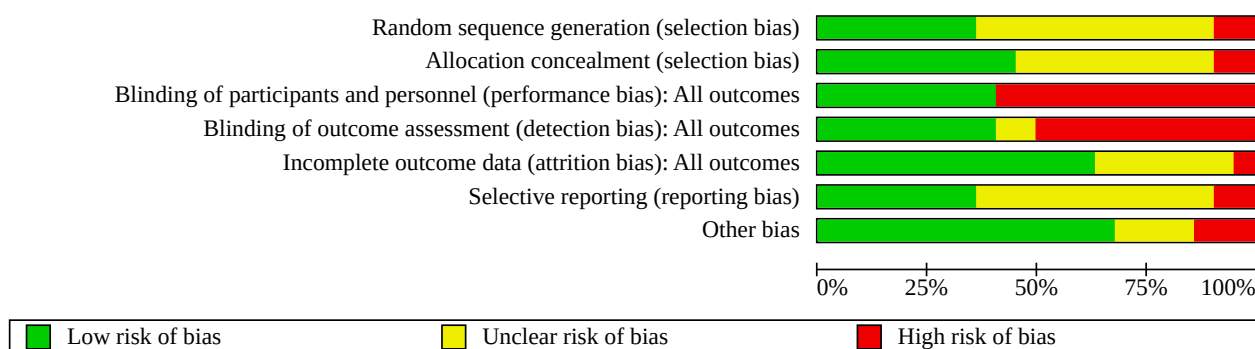 Random sequence generation (selection bias)
Allocation concealment (selection bias)
Blinding of participants and personnel (performance bias): All outcomes
Blinding of outcome assessment (detection bias): All outcomes
Incomplete outcome data (attrition bias): All outcomes
Selective reporting (reporting bias)
Other bias
0% 25% 50% 75% 100%
Low risk of bias Unclear risk of bias High risk of bias